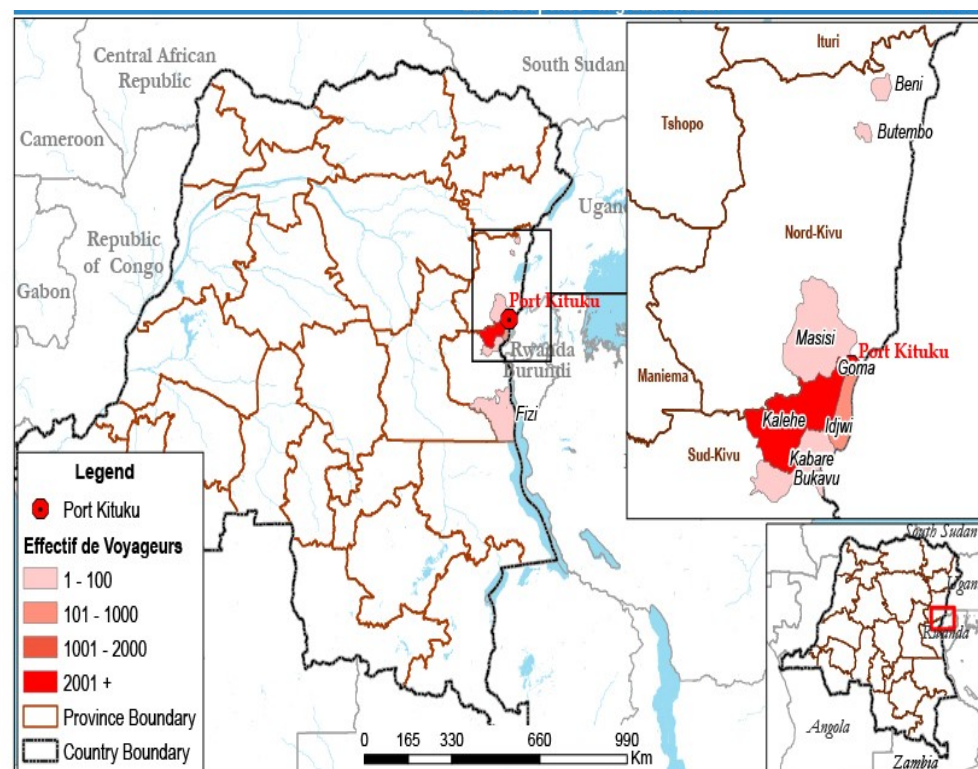 Central African
Republic
South Sudan
Cameroon
Republic
of Congo
Gabon
Port Kituku
Rwanda
Burundi
Fizi
Ituri
Beni
Tshopo
Butembo
Nord-Kivu
Masisi
Port Kituku
Goma
Maniema
Kalehe
Idjwi
Sud-Kivu
Kabare
Bukavu
Legend
Port Kituku
Effectif de Voyageurs
1 - 100
101 - 1000
1001 - 2000
2001 +
Province Boundary
Country Boundary
0 165 330 660 990
Km
South Sudan
Rwanda
Angola
Zambia